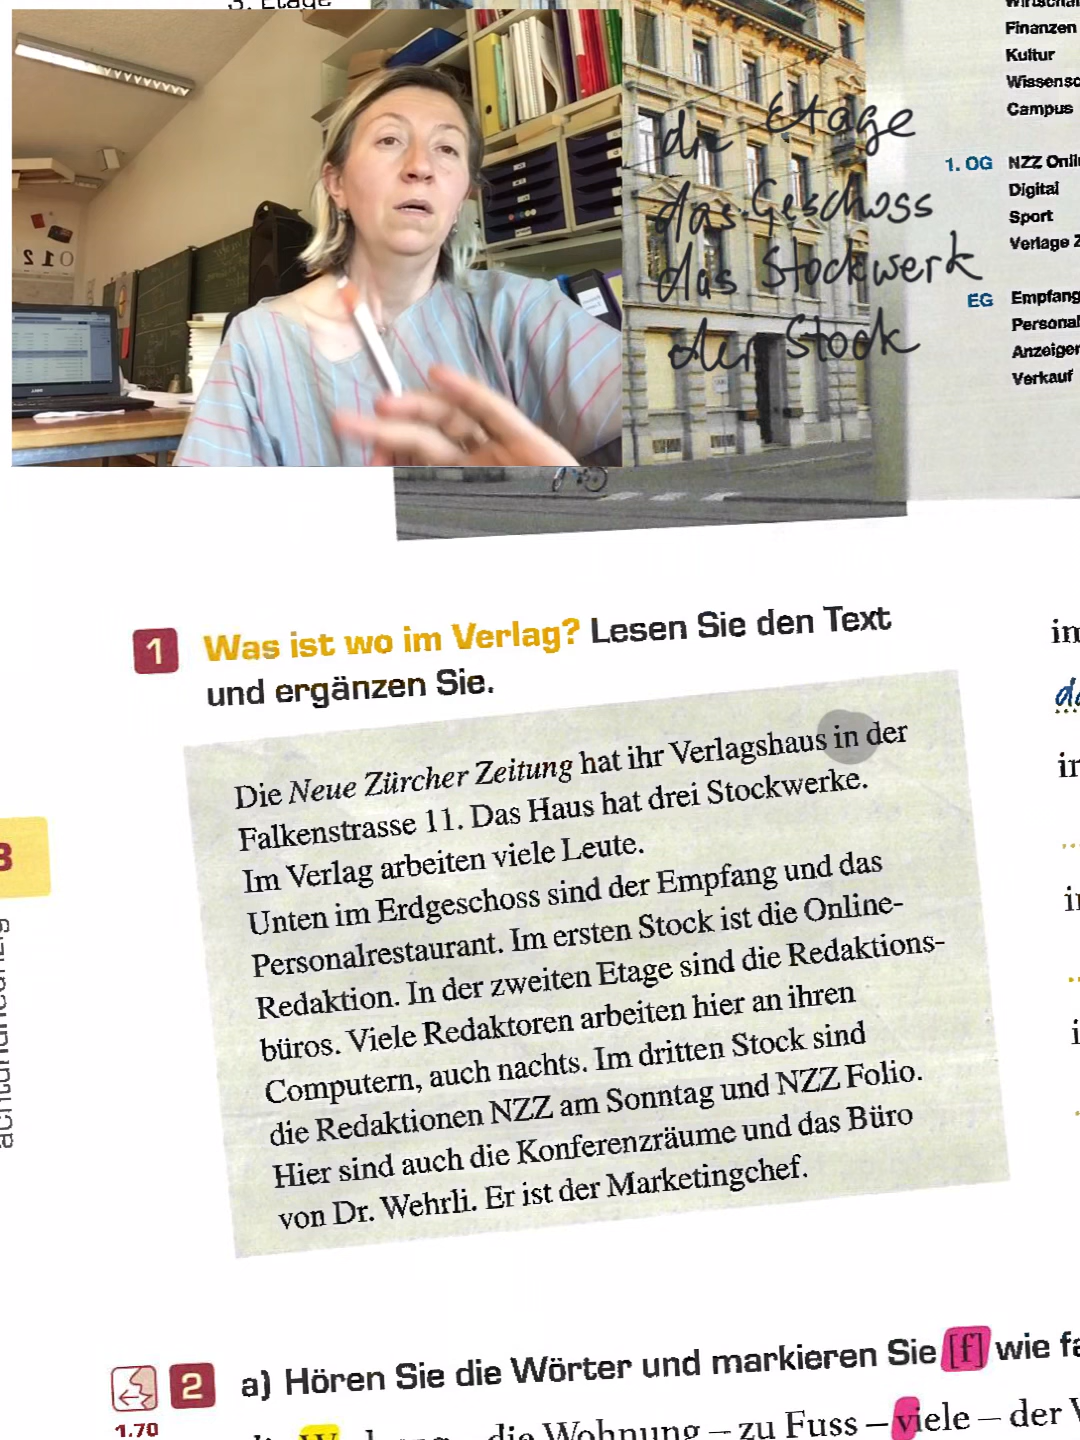 3. Etage
Finanzen
Kultur
Campus
1. OG NZZ
Digital
Sport
Verlage
EG Empfang
Verkauf
die Etage
das Geschoss
das Stockwerk
der Stock
1 Was ist wo im Verlag? Lesen Sie den Text
und ergänzen Sie.
Die Neue Zürcher Zeitung hat ihr Verlagshaus in der
Falkenstrasse 11. Das Haus hat drei Stockwerke.
Im Verlag arbeiten viele Leute.
Unten im Erdgeschoss sind der Empfang und das
Personalrestaurant. Im ersten Stock ist die Online-
Redaktion. In der zweiten Etage sind die Redaktions-
büros. Viele Redaktoren arbeiten hier an ihren
Computern, auch nachts. Im dritten Stock sind
die Redaktionen NZZ am Sonntag und NZZ Folio.
Hier sind auch die Konferenzräume und das Büro
von Dr. Wehrli. Er ist der Marketingchef.
2 a) Hören Sie die Wörter und markieren Sie [f] wie
1.70
die Wohnung – zu Fuss – viele – der